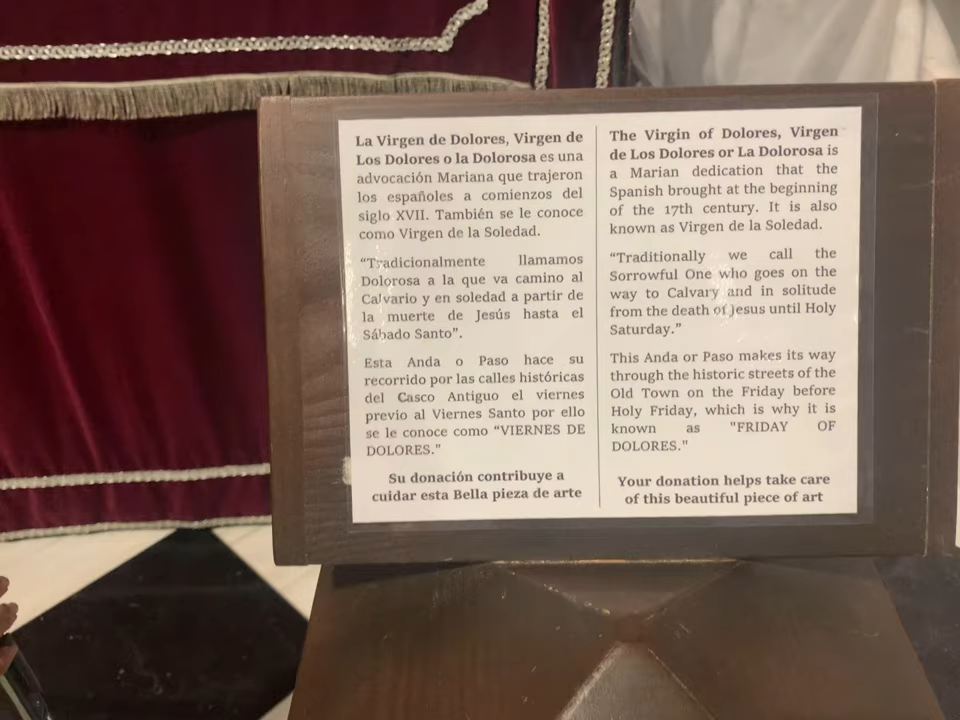 La Virgen de Dolores, Virgen de
Los Dolores o la Dolorosa es una
advocación Mariana que trajeron
los españoles a comienzos del
siglo XVII. También se le conoce
como Virgen de la Soledad.
“Tradicionalmente llamamos
Dolorosa a la que va camino al
Calvario y en soledad a partir de
la muerte de Jesús hasta el
Sábado Santo”.
Esta Anda o Paso hace su
recorrido por las calles históricas
del Casco Antiguo el viernes
previo al Viernes Santo por ello
se le conoce como “VIERNES DE
DOLORES.”
Su donación contribuye a
cuidar esta Bella pieza de arte
The Virgin of Dolores, Virgen
de Los Dolores or La Dolorosa is
a Marian dedication that the
Spanish brought at the beginning
of the 17th century. It is also
known as Virgen de la Soledad.
“Traditionally we call the
Sorrowful One who goes on the
way to Calvary and in solitude
from the death of Jesus until Holy
Saturday.”
This Anda or Paso makes its way
through the historic streets of the
Old Town on the Friday before
Holy Friday, which is why it is
known as "FRIDAY OF
DOLORES."
Your donation helps take care
of this beautiful piece of art